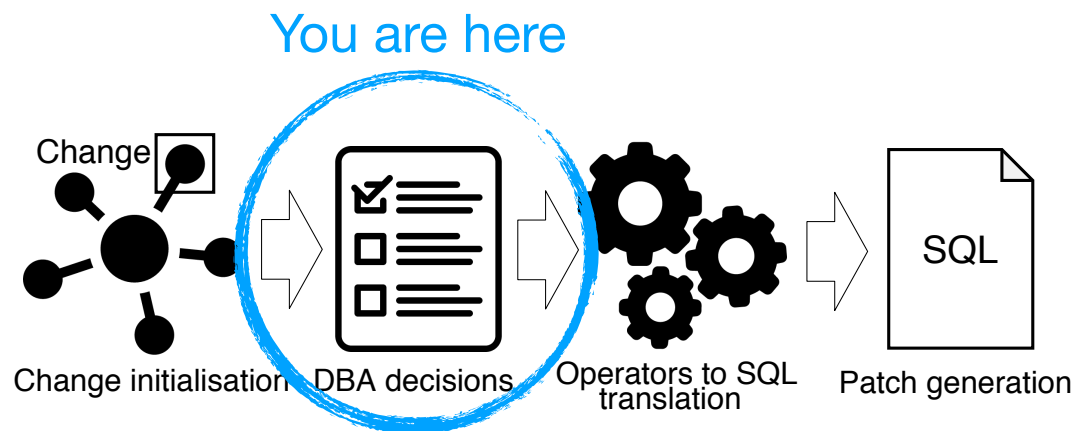 You are here
Change
SQL
Change initialisation
DBA decisions
Operators to SQL
translation
Patch generation